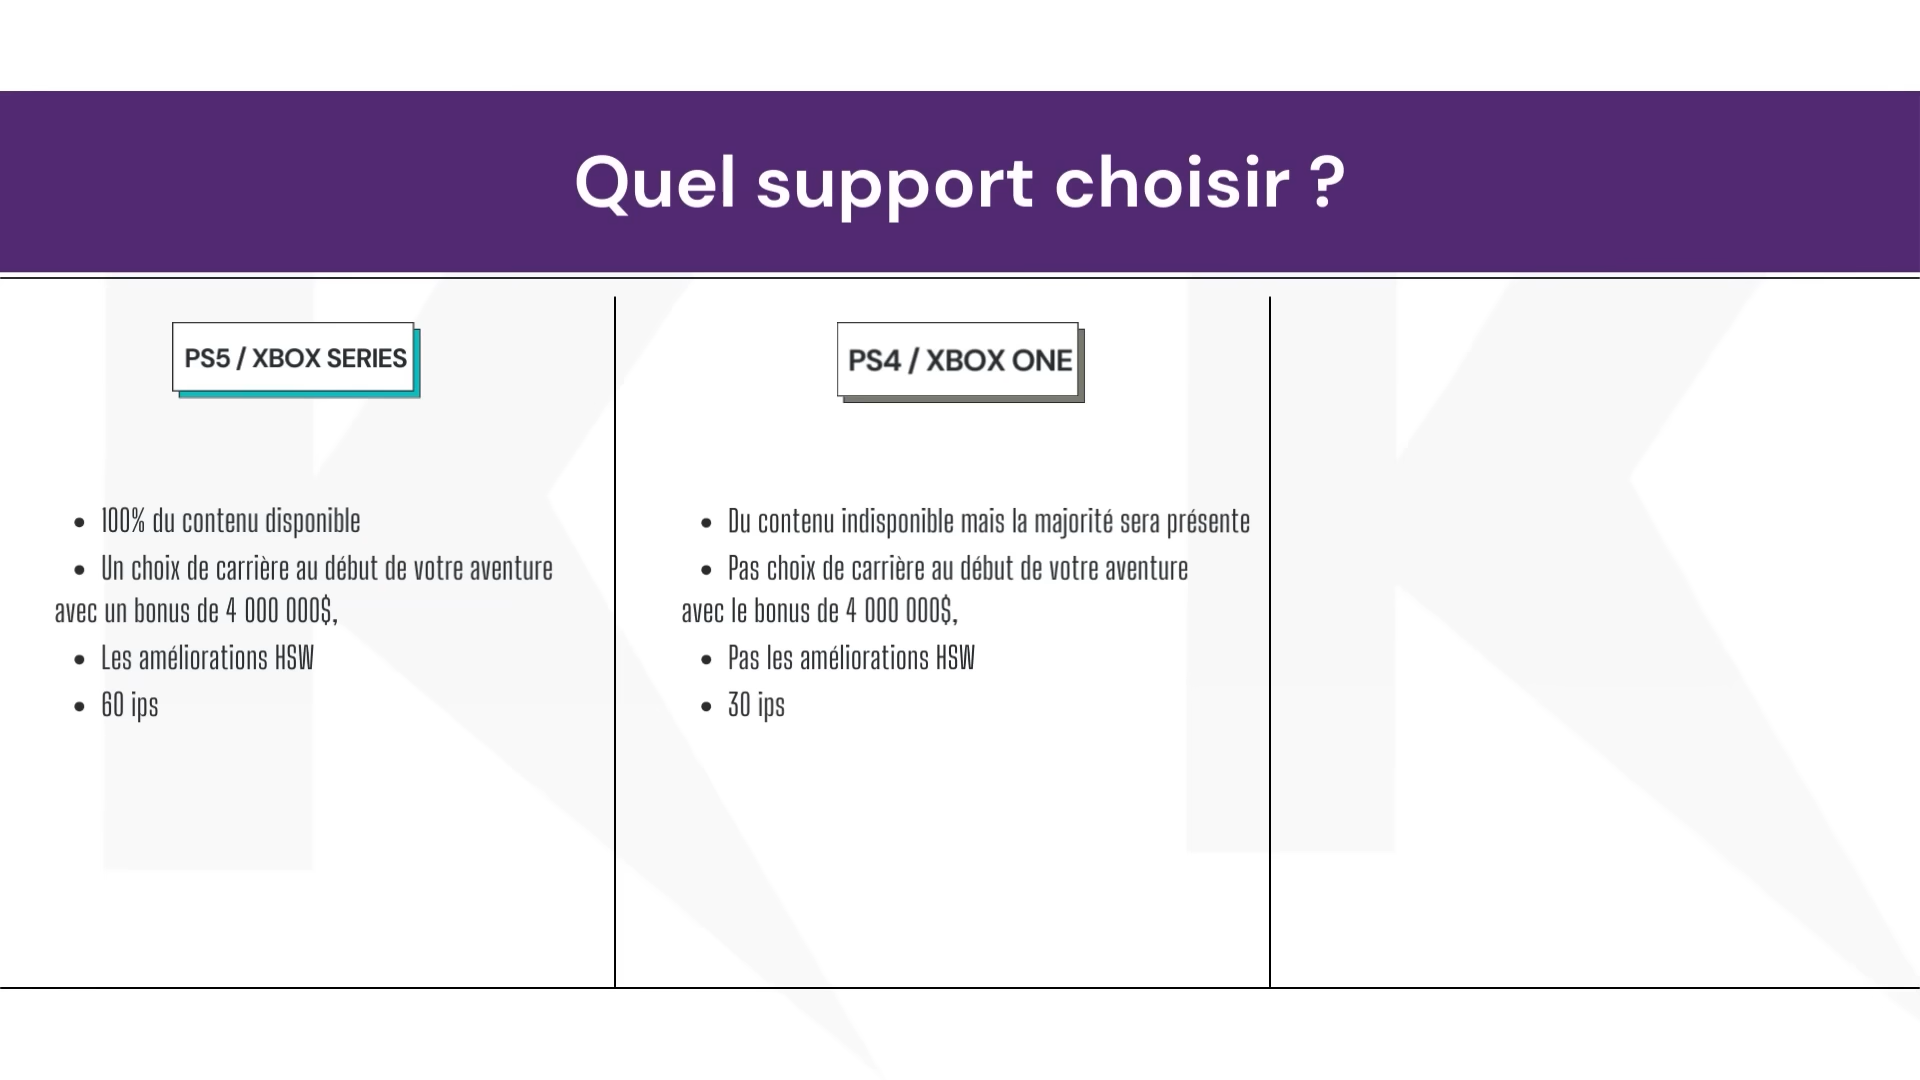 Quel support choisir ?
PS5 / XBOX SERIES
• 100% du contenu disponible
• Un choix de carrière au début de votre aventure
avec un bonus de 4 000 000$,
• Les améliorations HSW
• 60 ips
PS4 / XBOX ONE
• Du contenu indisponible mais la majorité sera présente
• Pas choix de carrière au début de votre aventure
avec le bonus de 4 000 000$,
• Pas les améliorations HSW
• 30 ips